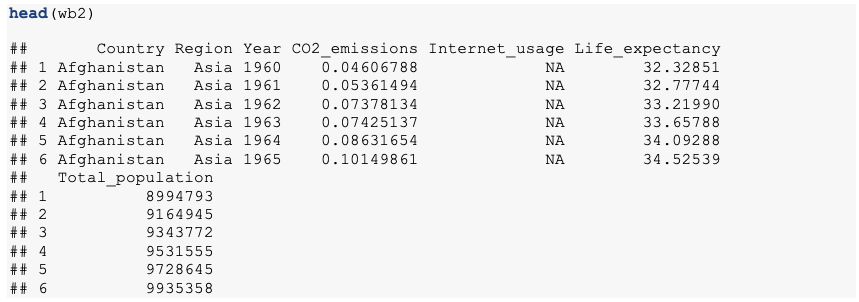 head(wb2)
##       Country Region Year CO2_emissions Internet_usage Life_expectancy
## 1 Afghanistan   Asia 1960    0.04606788             NA        32.32851
## 2 Afghanistan   Asia 1961    0.05361494             NA        32.77744
## 3 Afghanistan   Asia 1962    0.07378134             NA        33.21990
## 4 Afghanistan   Asia 1963    0.07425137             NA        33.65788
## 5 Afghanistan   Asia 1964    0.08631654             NA        34.09288
## 6 Afghanistan   Asia 1965    0.10149861             NA        34.52539
##   Total_population
## 1          8994793
## 2          9164945
## 3          9343772
## 4          9531555
## 5          9728645
## 6          9935358